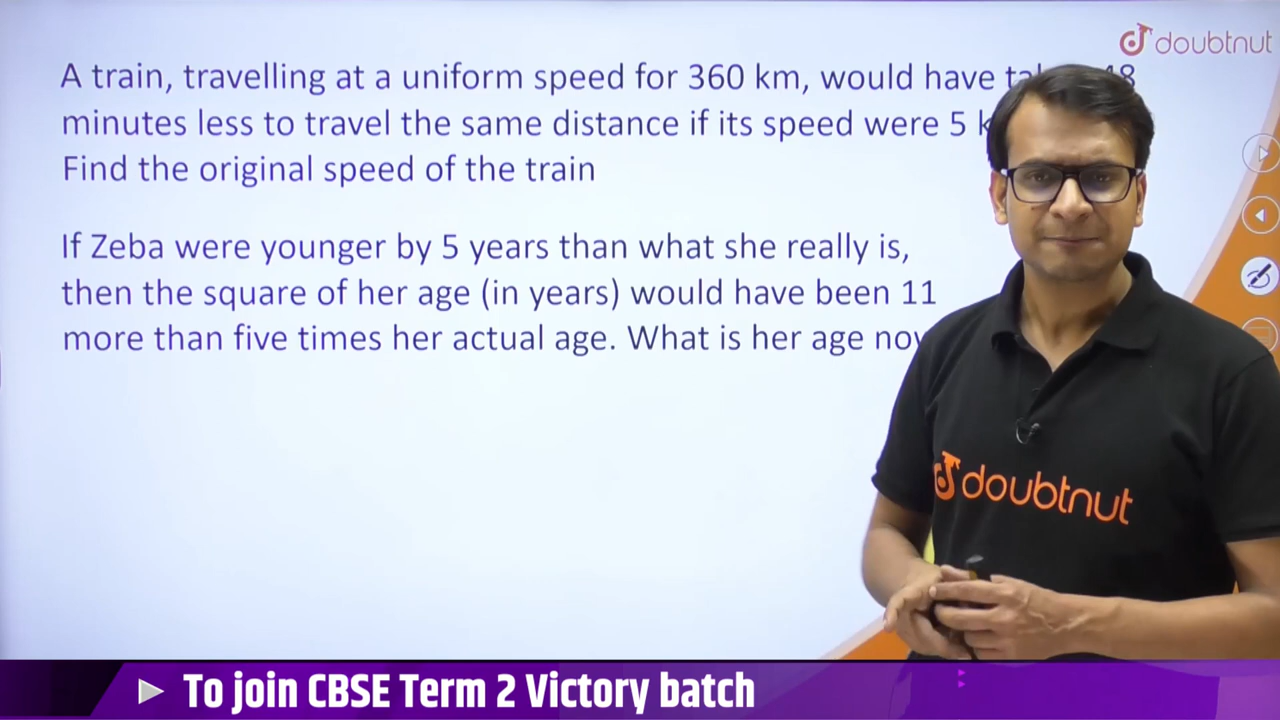 doubtnut
A train, travelling at a uniform speed for 360 km, would have 48
minutes less to travel the same distance if its speed were 5
Find the original speed of the train
If Zeba were younger by 5 years than what she really is,
then the square of her age (in years) would have been 11
more than five times her actual age. What is her age
doubtnut
To join CBSE Term 2 Victory batch